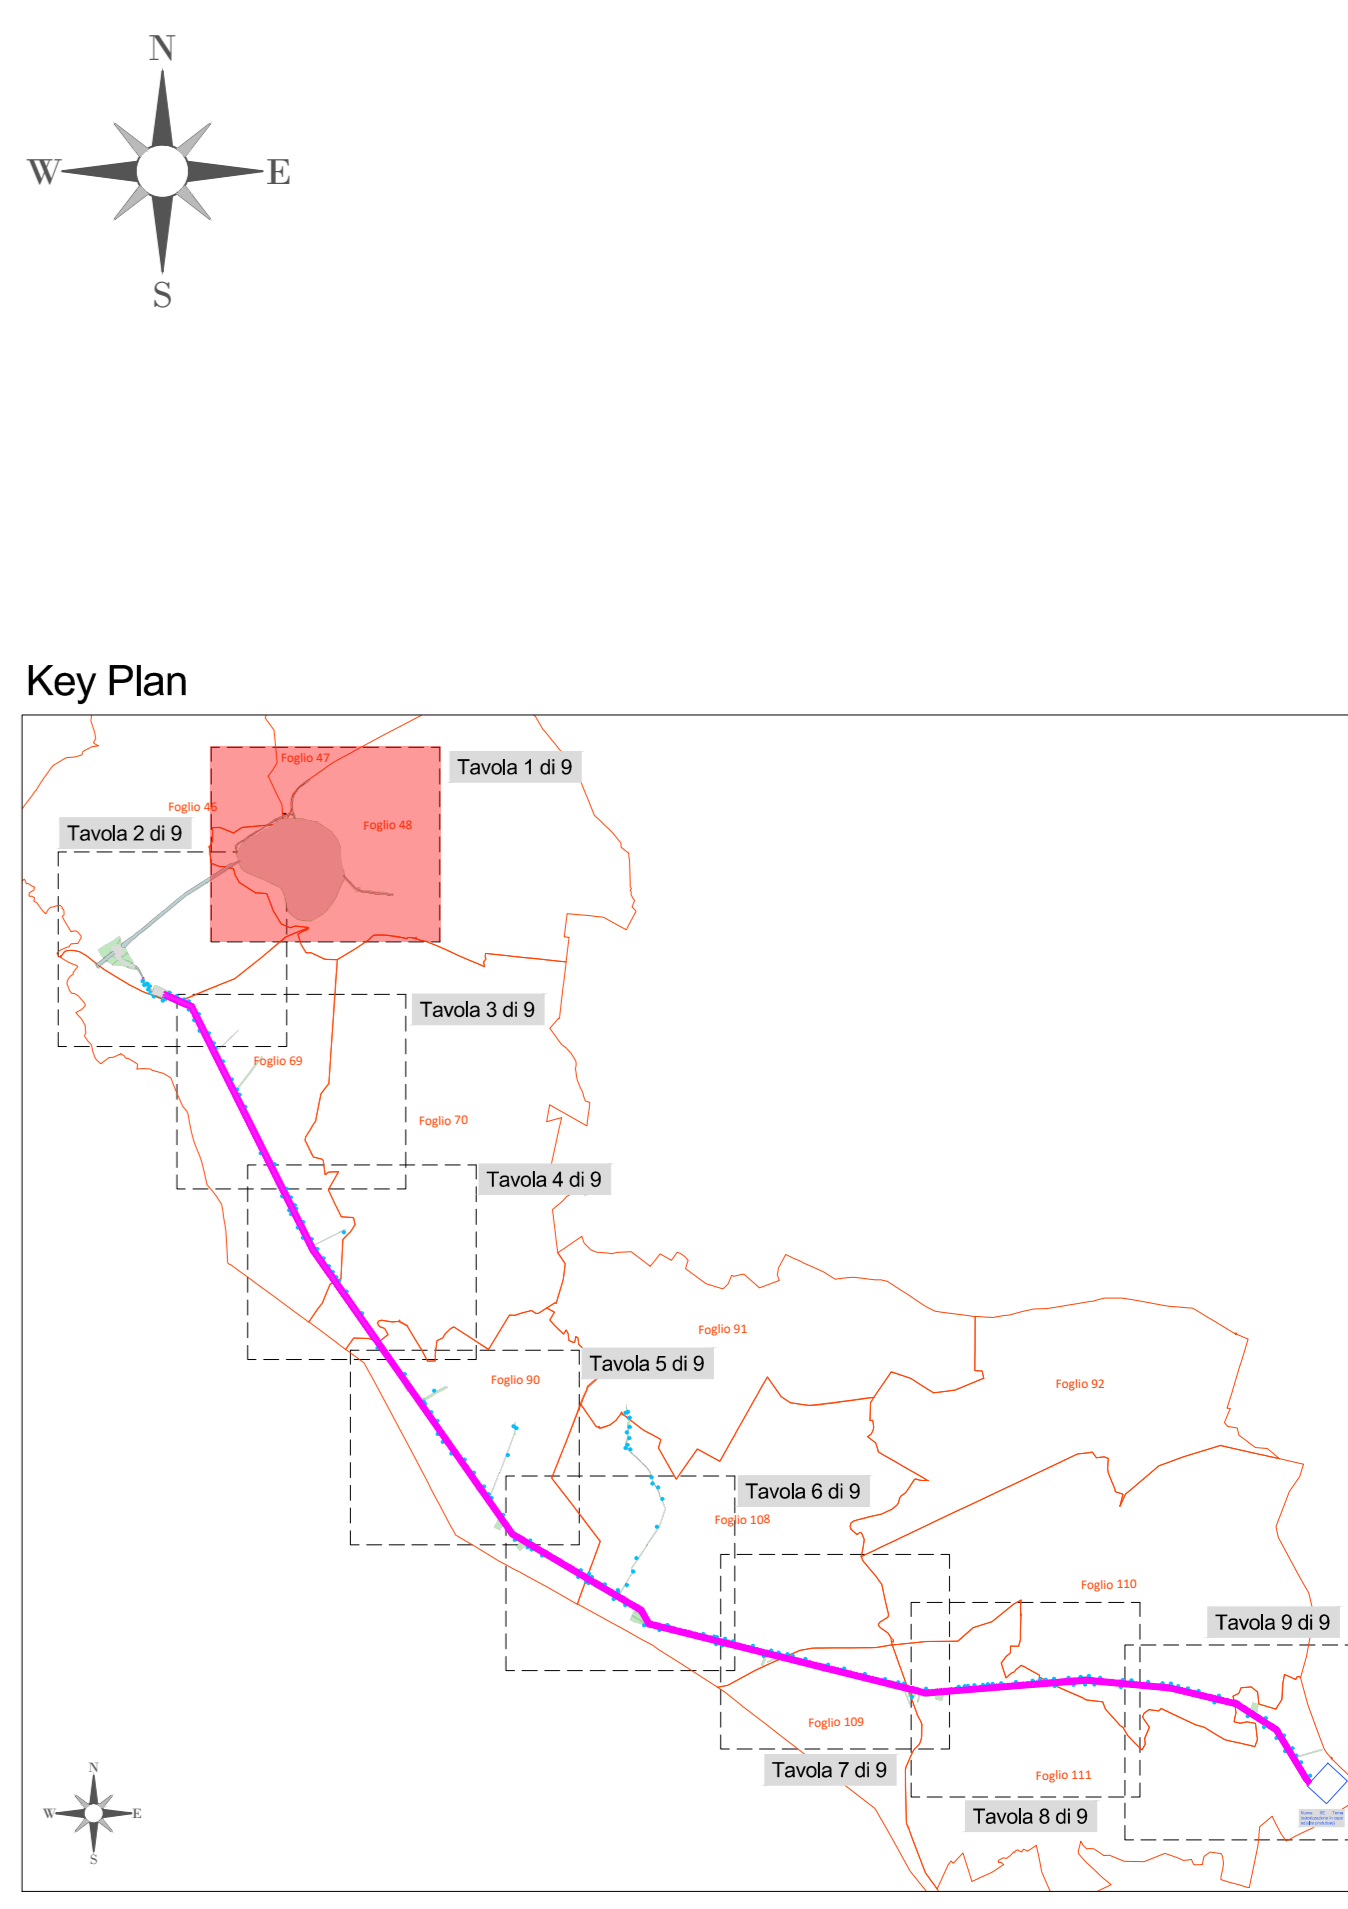 N
W
E
S
Key Plan
Foglio 47
Tavola 1 di 9
Foglio 46
Foglio 48
Tavola 2 di 9
Tavola 3 di 9
Foglio 69
Foglio 70
Tavola 4 di 9
Foglio 91
Tavola 5 di 9
Foglio 90
Foglio 92
Tavola 6 di 9
Foglio 108
Foglio 110
Tavola 9 di 9
Foglio 109
Tavola 7 di 9
Foglio 111
Tavola 8 di 9
N
W
E
S